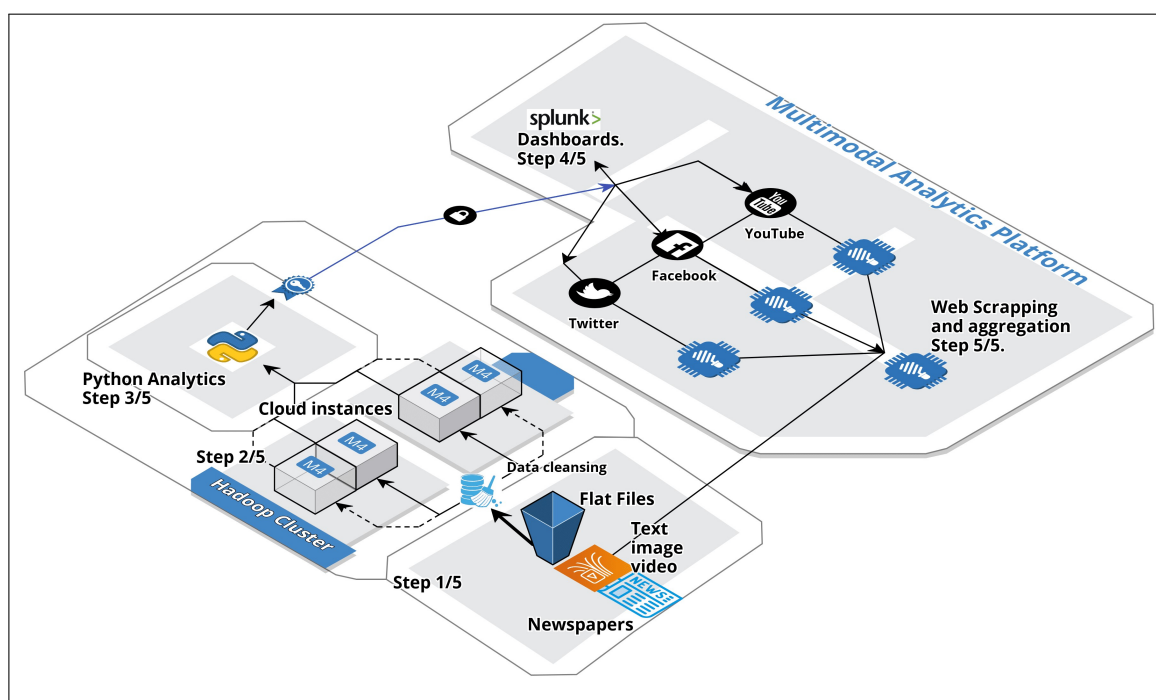 Multimodal Analytics Platform
splunk>
Dashboards.
Step 4/5
You
Tube
YouTube
Facebook
Twitter
Web Scrapping
and aggregation
Step 5/5.
Python Analytics
Step 3/5
M4
M4
Cloud instances
M4
M4
Step 2/5
Hadoop Cluster
Data cleansing
Flat Files
Text
image
video
Step 1/5
NEWS
Newspapers